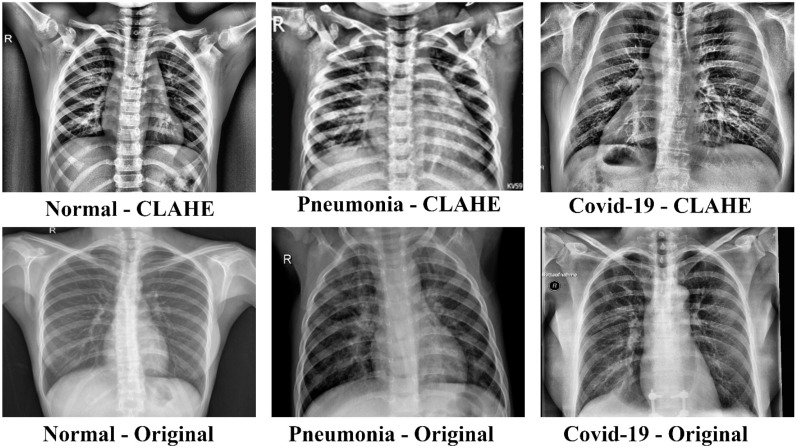 R
R
KV59
Normal - CLAHE
Pneumonia - CLAHE
Covid-19 - CLAHE
R
R
R
Normal - Original
Pneumonia - Original
Covid-19 - Original